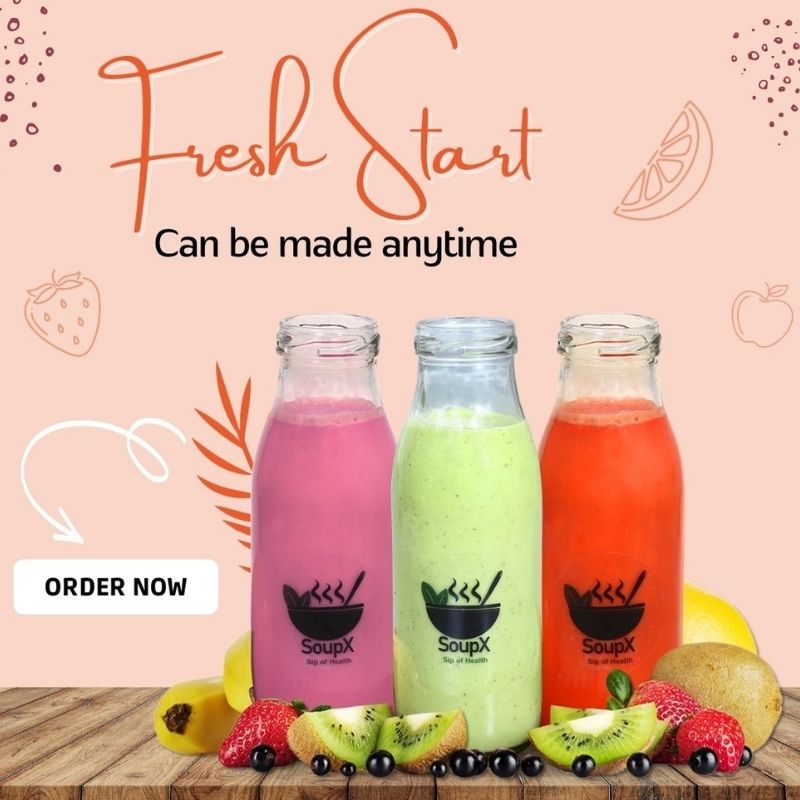 Fresh Start
Can be made anytime
ORDER NOW
SoupX
Sip of Health
SoupX
Sip of Health
SoupX
Sip of Health